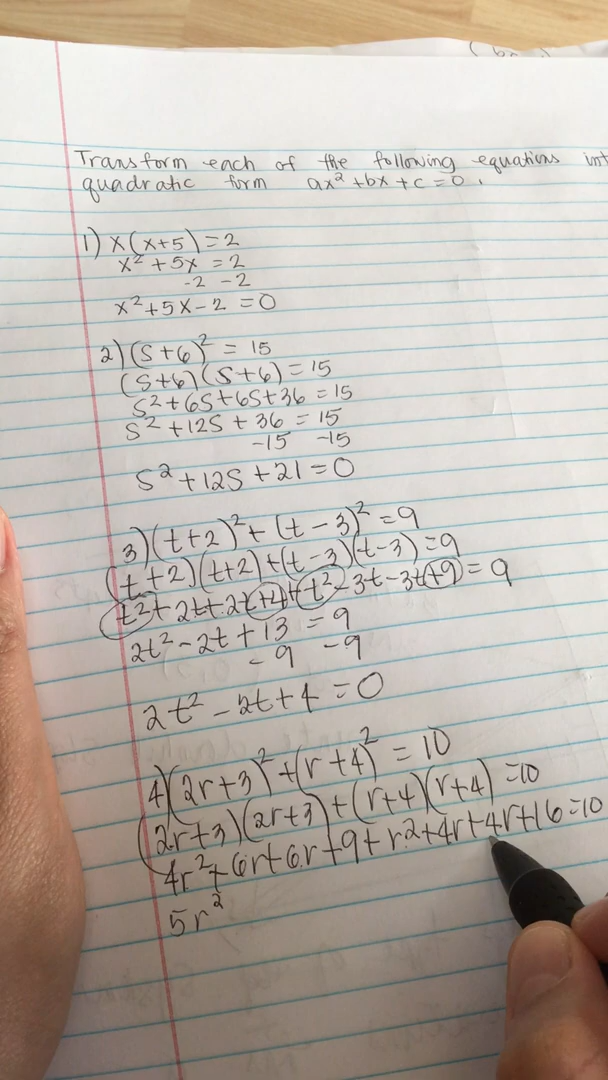 Transform each of the following equations int
quadratic form ax² + bx + c = 0.
1) x(x+5) = 2
x² + 5x = 2
-2 -2
x² + 5x - 2 = 0
2) (s+6)² = 15
(s+6)(s+6) = 15
s² + 6s + 6s + 36 = 15
s² + 12s + 36 = 15
-15 -15
s² + 12s + 21 = 0
3) (t+2)² + (t-3)² = 9
(t+2)(t+2) + (t-3)(t-3) = 9
t² + 2t + 2t + 4 + t² - 3t - 3t + 9 = 9
2t² - 2t + 13 = 9
-9 -9
2t² - 2t + 4 = 0
4) (2r+3)² + (r+4)² = 10
(2r+3)(2r+3) + (r+4)(r+4) = 10
4r² + 6r + 6r + 9 + r² + 4r + 4r + 16 = 10
5r²